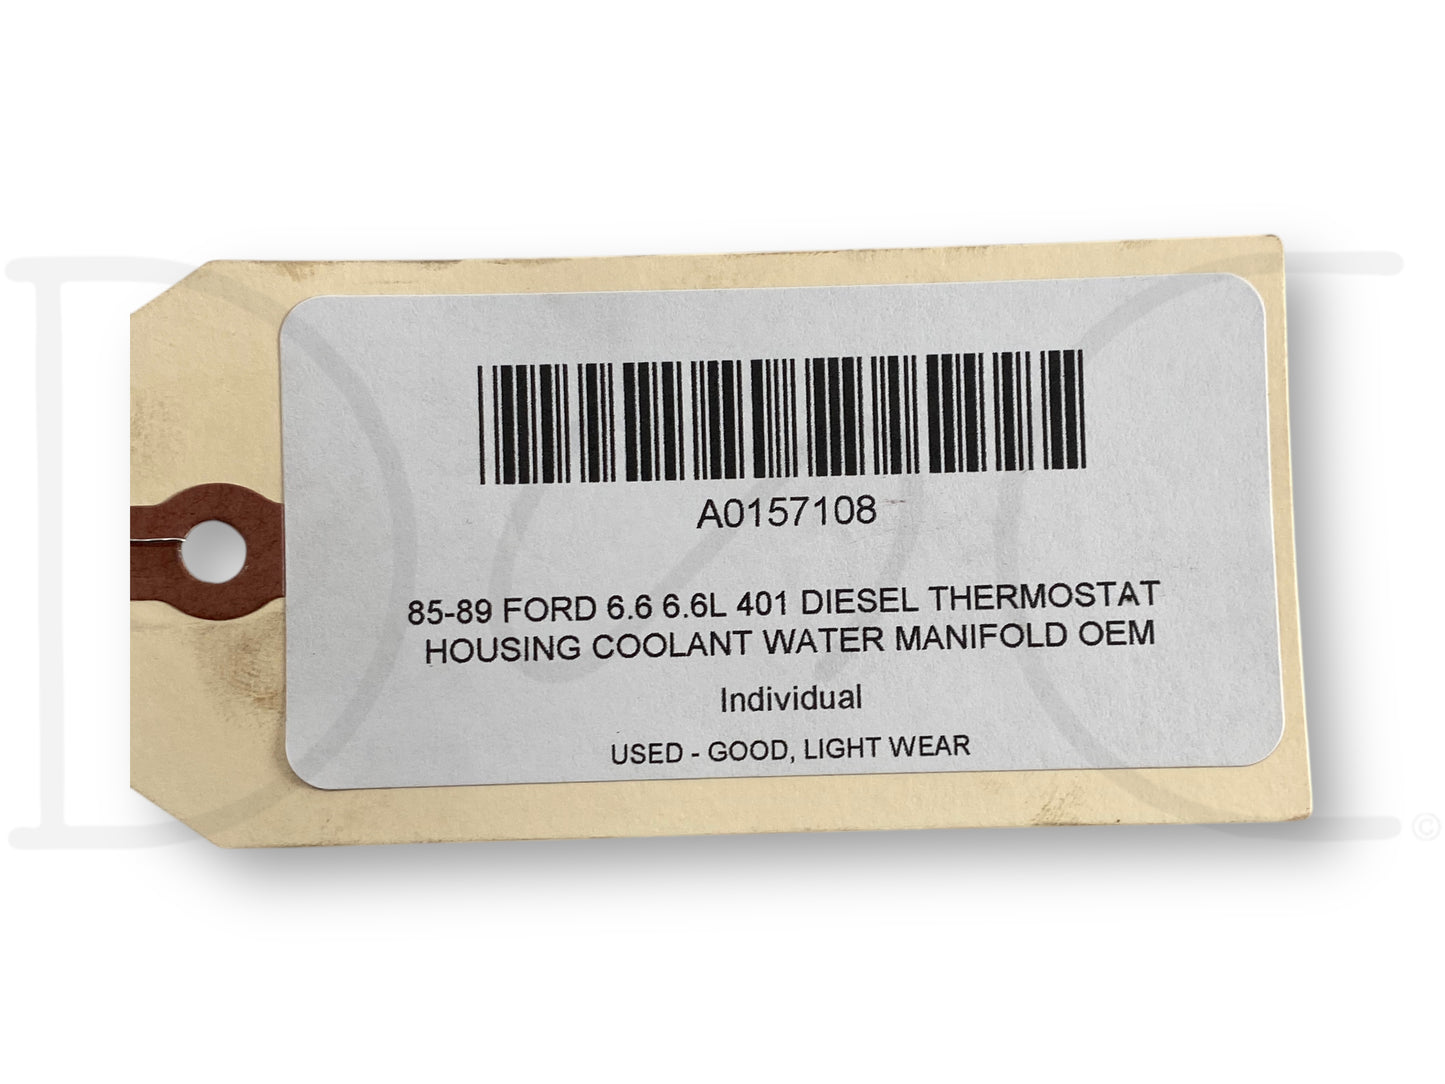 A0157108
85-89 FORD 6.6 6.6L 401 DIESEL THERMOSTAT
HOUSING COOLANT WATER MANIFOLD OEM
Individual
USED - GOOD, LIGHT WEAR
©